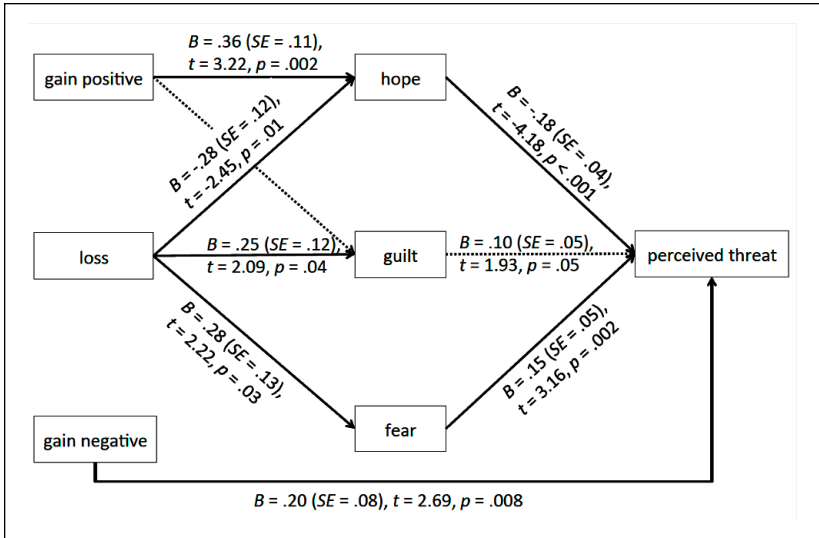 B = .36 (SE = .11),
t = 3.22, p = .002
gain positive
hope
B = -.28 (SE = .12),
t = -2.45, p = .01
B = -.18 (SE = .04),
t = -4.18, p < .001
loss
B = .25 (SE = .12),
t = 2.09, p = .04
guilt
B = .10 (SE = .05),
t = 1.93, p = .05
perceived threat
B = .28 (SE = .13),
t = 2.22, p = .03
B = .15 (SE = .05),
t = 3.16, p = .002
gain negative
fear
B = .20 (SE = .08), t = 2.69, p = .008